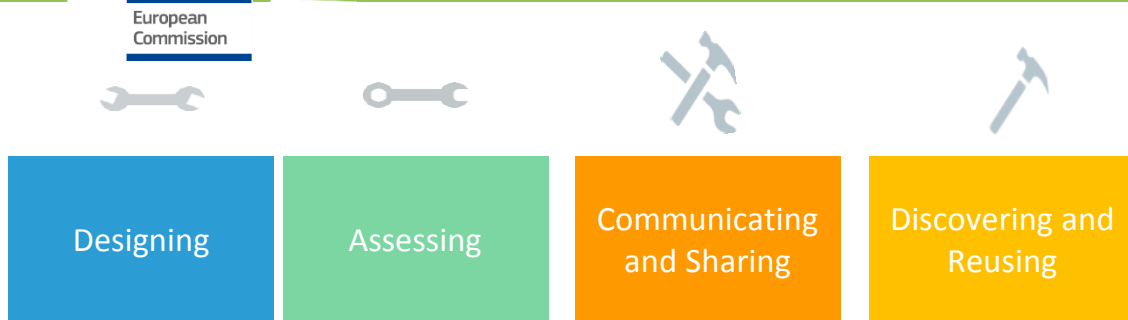 European
Commission
Designing
Assessing
Communicating
and Sharing
Discovering and
Reusing